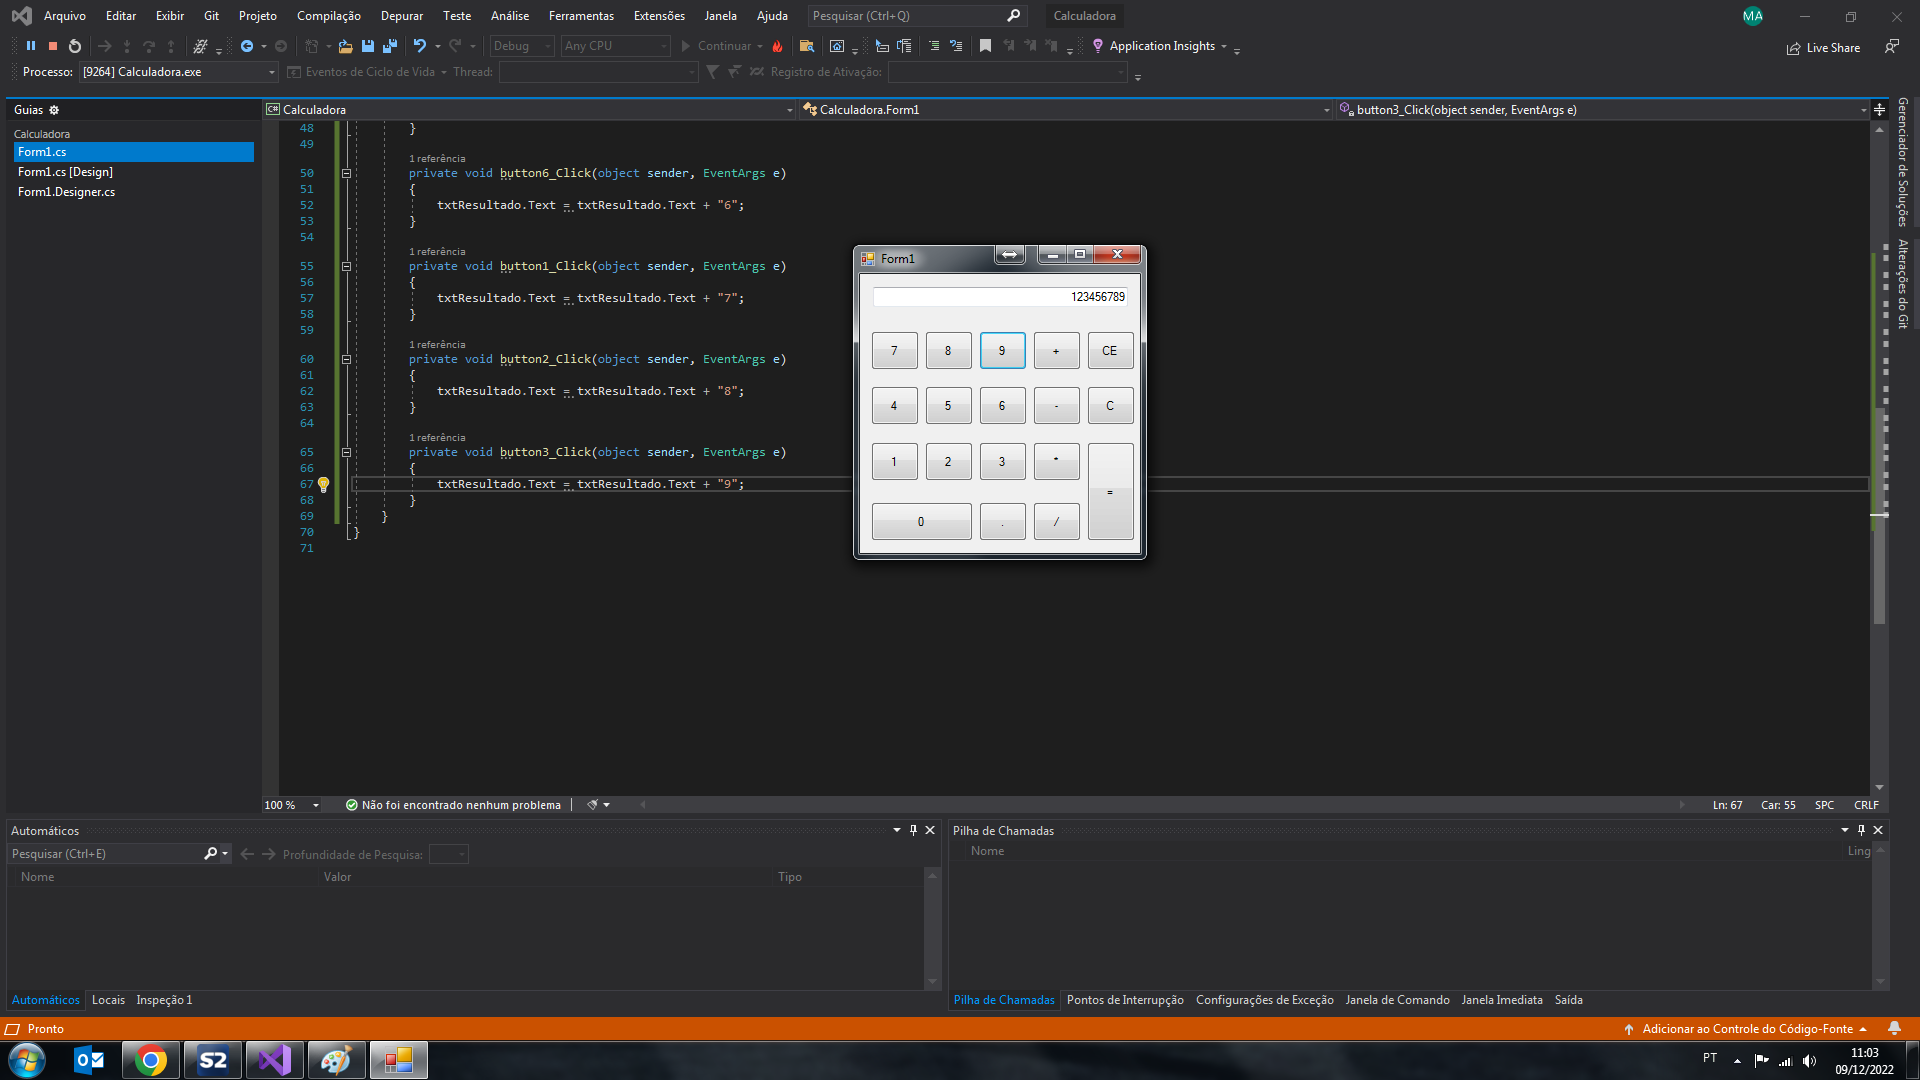 Arquivo Editar Exibir Git Projeto Compilação Depurar Teste Análise Ferramentas Extensões Janela Ajuda Pesquisar (Ctrl+Q) Calculadora MA
Debug Any CPU Continuar Application Insights Live Share
Processo: [9264] Calculadora.exe Eventos de Ciclo de Vida Thread: Registro de Ativação:
Guias
Calculadora
Form1.cs
Form1.cs [Design]
Form1.Designer.cs
C# Calculadora Calculadora.Form1 button3_Click(object sender, EventArgs e)
48 }
49
1 referência
50 private void button6_Click(object sender, EventArgs e)
51 {
52 txtResultado.Text = txtResultado.Text + "6";
53 }
54
1 referência
55 private void button1_Click(object sender, EventArgs e)
56 {
57 txtResultado.Text = txtResultado.Text + "7";
58 }
59
1 referência
60 private void button2_Click(object sender, EventArgs e)
61 {
62 txtResultado.Text = txtResultado.Text + "8";
63 }
64
1 referência
65 private void button3_Click(object sender, EventArgs e)
66 {
67 txtResultado.Text = txtResultado.Text + "9";
68 }
69 }
70 }
71
Form1
123456789
7 8 9 + CE
4 5 6 - C
1 2 3 *
=
0 . /
Gerenciador de Soluções
Alterações do Git
100 % Não foi encontrado nenhum problema Ln: 67 Car: 55 SPC CRLF
Automáticos
Pesquisar (Ctrl+E) Profundidade de Pesquisa:
Nome Valor Tipo
Automáticos Locais Inspeção 1
Pilha de Chamadas
Nome Ling
Pilha de Chamadas Pontos de Interrupção Configurações de Exceção Janela de Comando Janela Imediata Saída
Pronto Adicionar ao Controle do Código-Fonte
S2
PT
11:03
09/12/2022